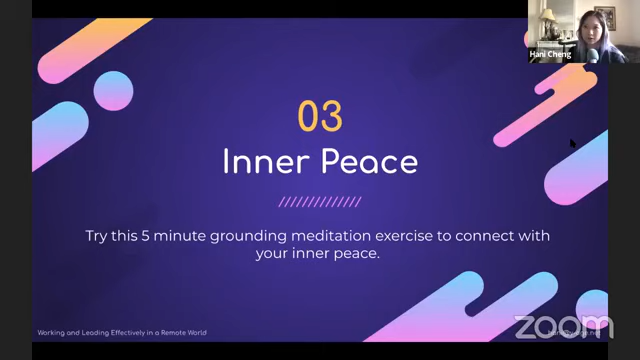 Hani Cheng
03
Inner Peace
Try this 5 minute grounding meditation exercise to connect with
your inner peace.
Working and Leading Effectively in a Remote World
zoom